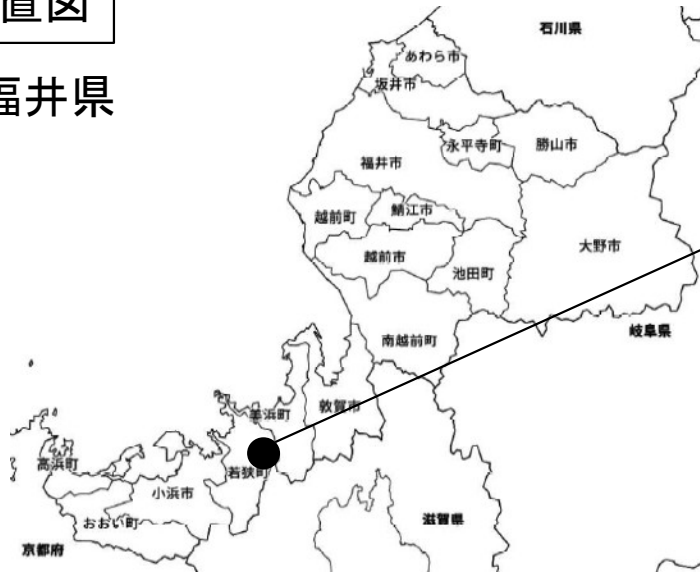 置図
福井県
石川県
あわら市
坂井市
永平寺町
勝山市
福井市
越前町
鯖江市
越前市
池田町
大野市
南越前町
岐阜県
美浜町
敦賀市
高浜町
若狭町
小浜市
おおい町
滋賀県
京都府